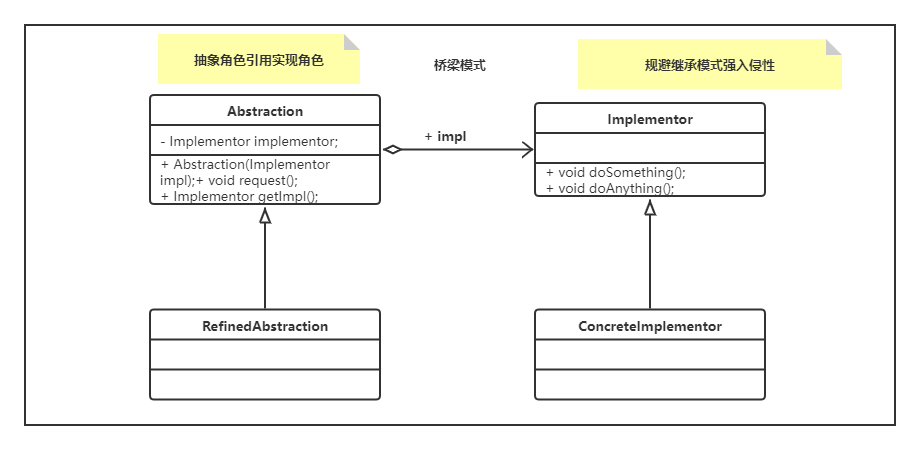 抽象角色引用实现角色
桥梁模式
规避继承模式强入侵性
Abstraction
- Implementor implementor;
+ Abstraction(Implementor
impl);+ void request();
+ Implementor getImpl();
+ impl
Implementor
+ void doSomething();
+ void doAnything();
RefinedAbstraction
ConcreteImplementor